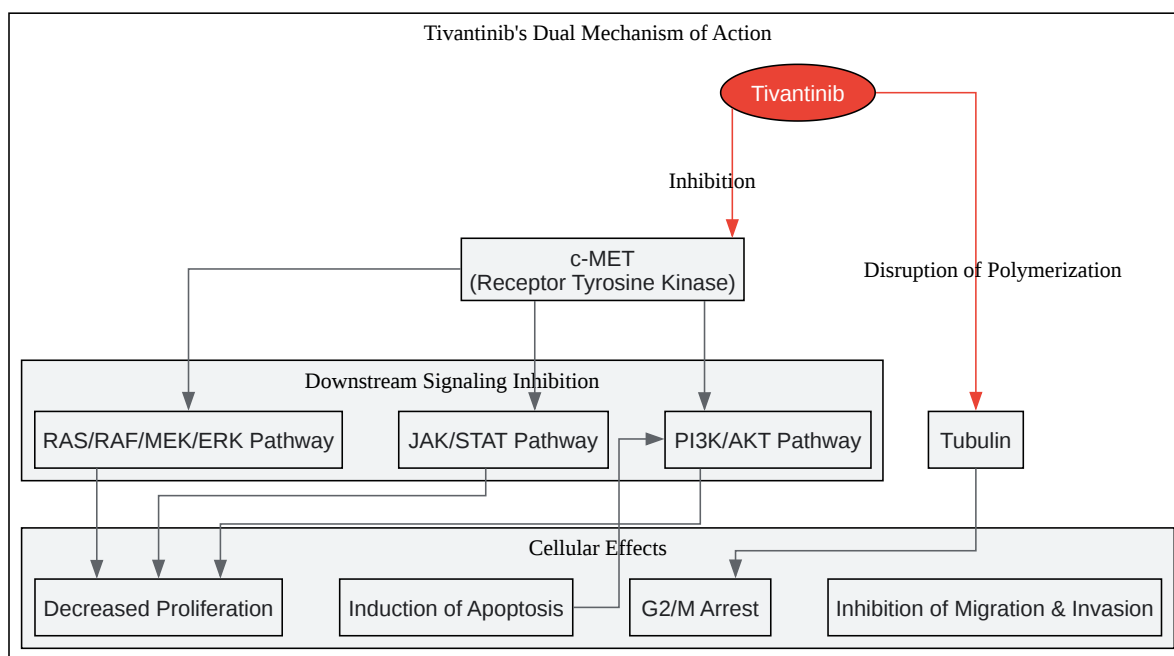 Tivantinib's Dual Mechanism of Action
Tivantinib
Inhibition
c-MET
(Receptor Tyrosine Kinase)
Disruption of Polymerization
Downstream Signaling Inhibition
RAS/RAF/MEK/ERK Pathway
JAK/STAT Pathway
PI3K/AKT Pathway
Tubulin
Cellular Effects
Decreased Proliferation
Induction of Apoptosis
G2/M Arrest
Inhibition of Migration & Invasion